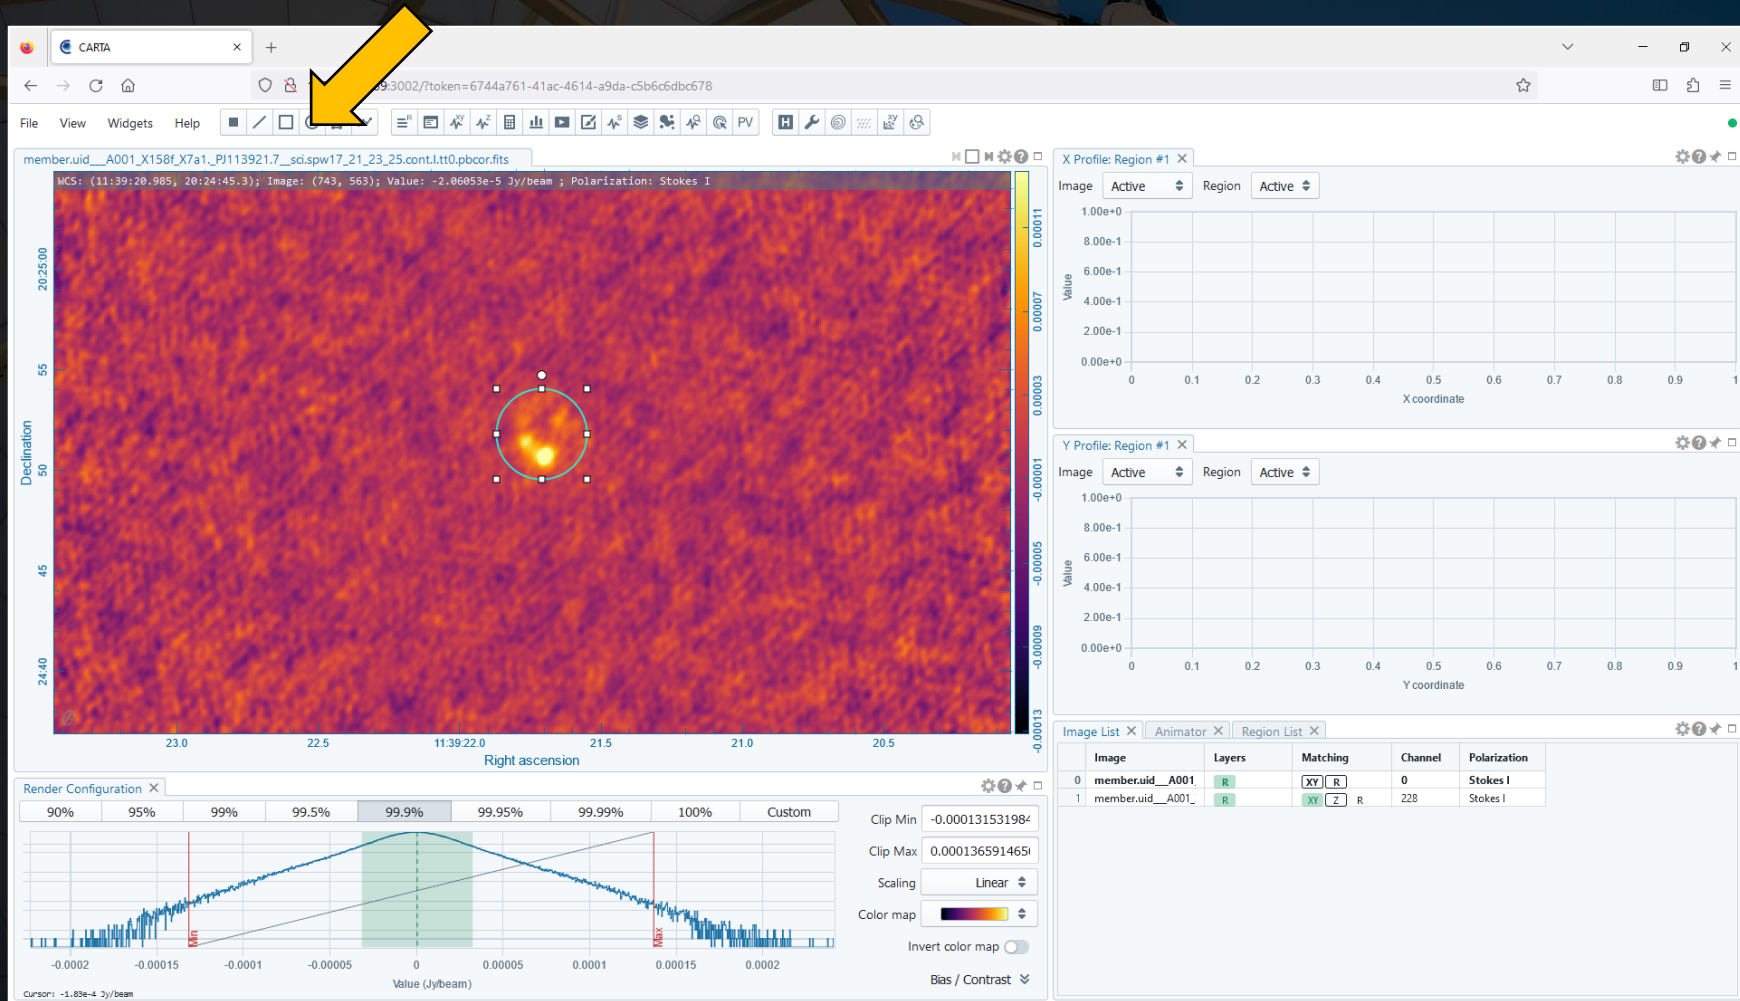 CARTA
39:3002/?token=6744a761-41ac-4614-a9da-c5b6c6dbc678
File View Widgets Help
PV
member.uid___A001_X158f_X7a1._PJ113921.7__sci.spw17_21_23_25.cont.I.tt0.pbcor.fits
WCS: (11:39:20.985, 20:24:45.3); Image: (743, 563); Value: -2.06053e-5 Jy/beam ; Polarization: Stokes I
Declination
20:25:00
55
50
45
24:40
23.0 22.5 11:39:22.0 21.5 21.0 20.5
Right ascension
0.00011
0.00007
0.00003
-0.00001
-0.00005
-0.00009
-0.00013
X Profile: Region #1
Image Active Region Active
Value
1.00e+0
8.00e-1
6.00e-1
4.00e-1
2.00e-1
0.00e+0
0 0.1 0.2 0.3 0.4 0.5 0.6 0.7 0.8 0.9 1
X coordinate
Y Profile: Region #1
Image Active Region Active
Value
1.00e+0
8.00e-1
6.00e-1
4.00e-1
2.00e-1
0.00e+0
0 0.1 0.2 0.3 0.4 0.5 0.6 0.7 0.8 0.9 1
Y coordinate
Render Configuration
90% 95% 99% 99.5% 99.9% 99.95% 99.99% 100% Custom
Min
Max
-0.0002 -0.00015 -0.0001 -0.00005 0 0.00005 0.0001 0.00015 0.0002
Value (Jy/beam)
Cursor: -1.83e-4 Jy/beam
Clip Min -0.000131531984
Clip Max 0.000136591465
Scaling Linear
Color map
Invert color map
Bias / Contrast
Image List Animator Region List
Image Layers Matching Channel Polarization
0 member.uid___A001_ R XY R 0 Stokes I
1 member.uid___A001_ R XY Z R 228 Stokes I